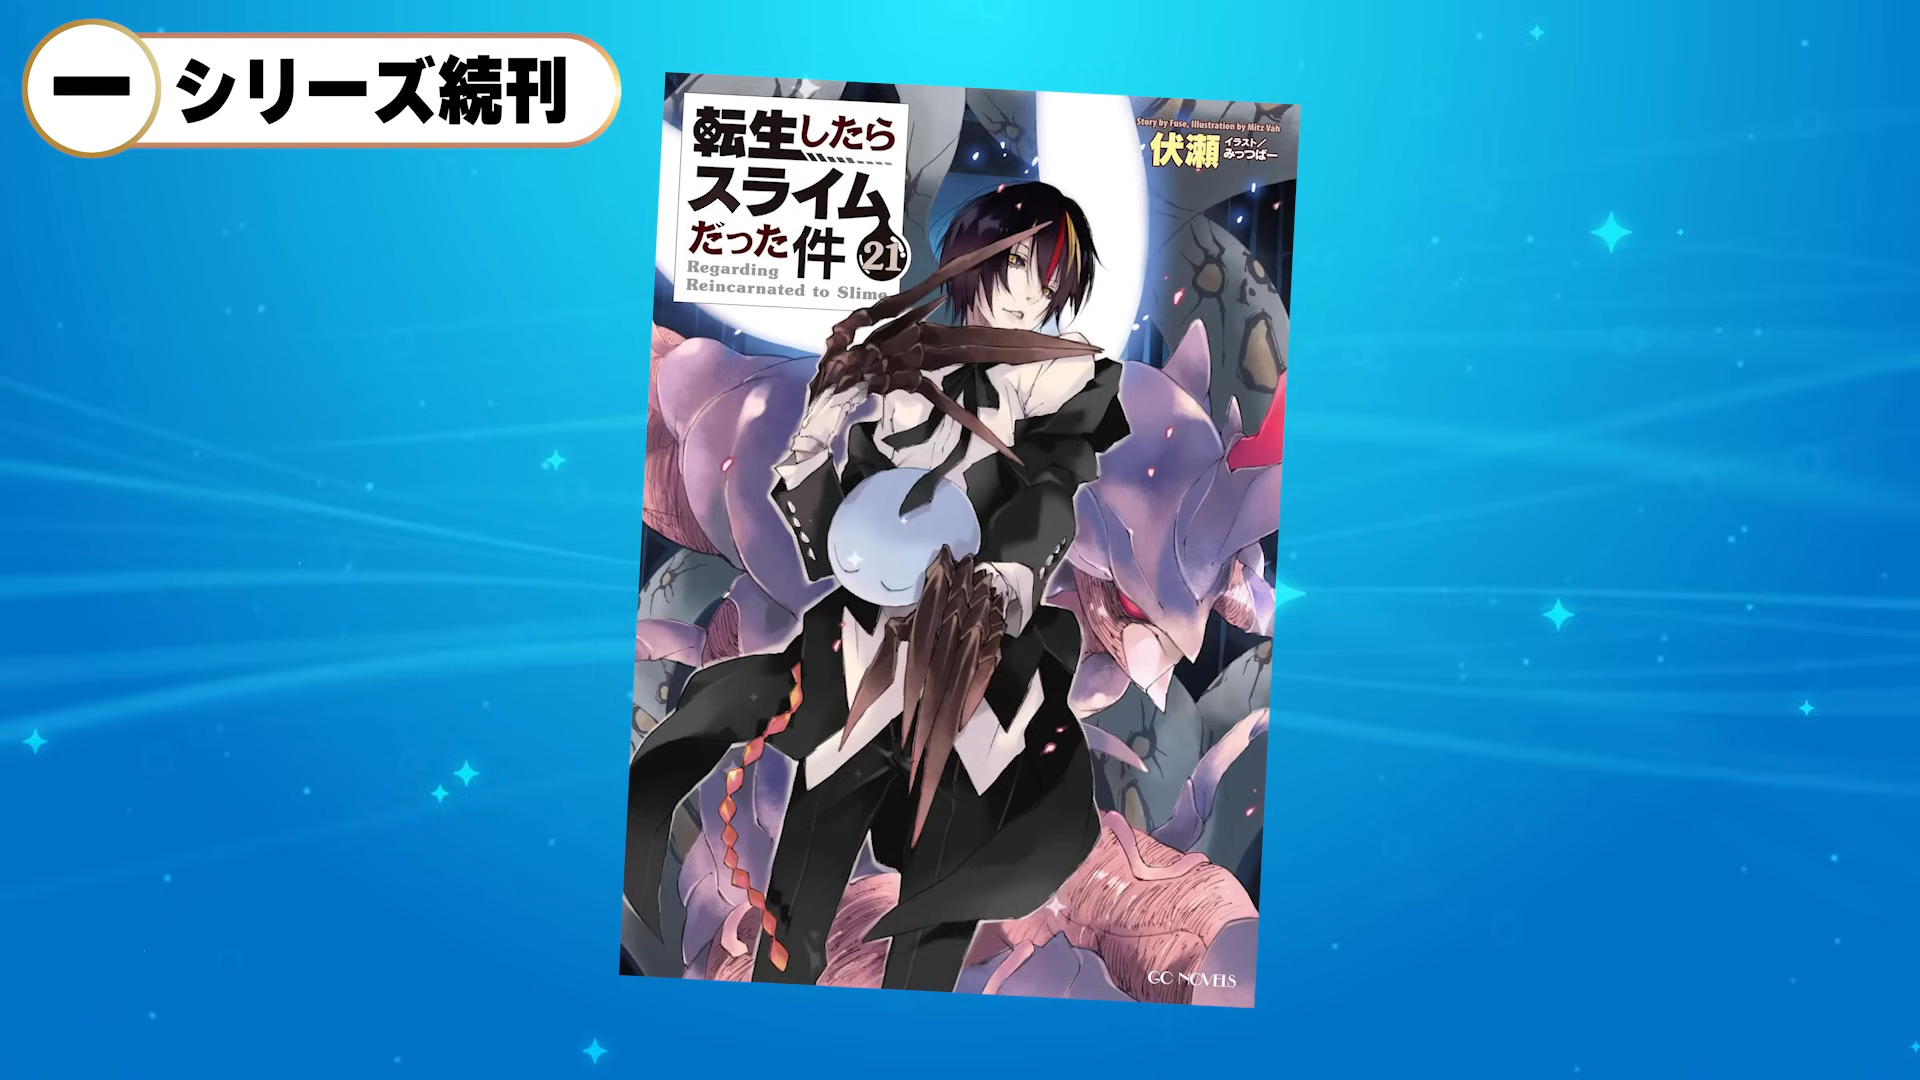 一 シリーズ続刊
転生したら
スライム
だった件 21
Regarding
Reincarnated to Slime
Story by Fuse, Illustration by Mitz Vah
伏瀬 イラスト／
みっつばー
GC NOVELS